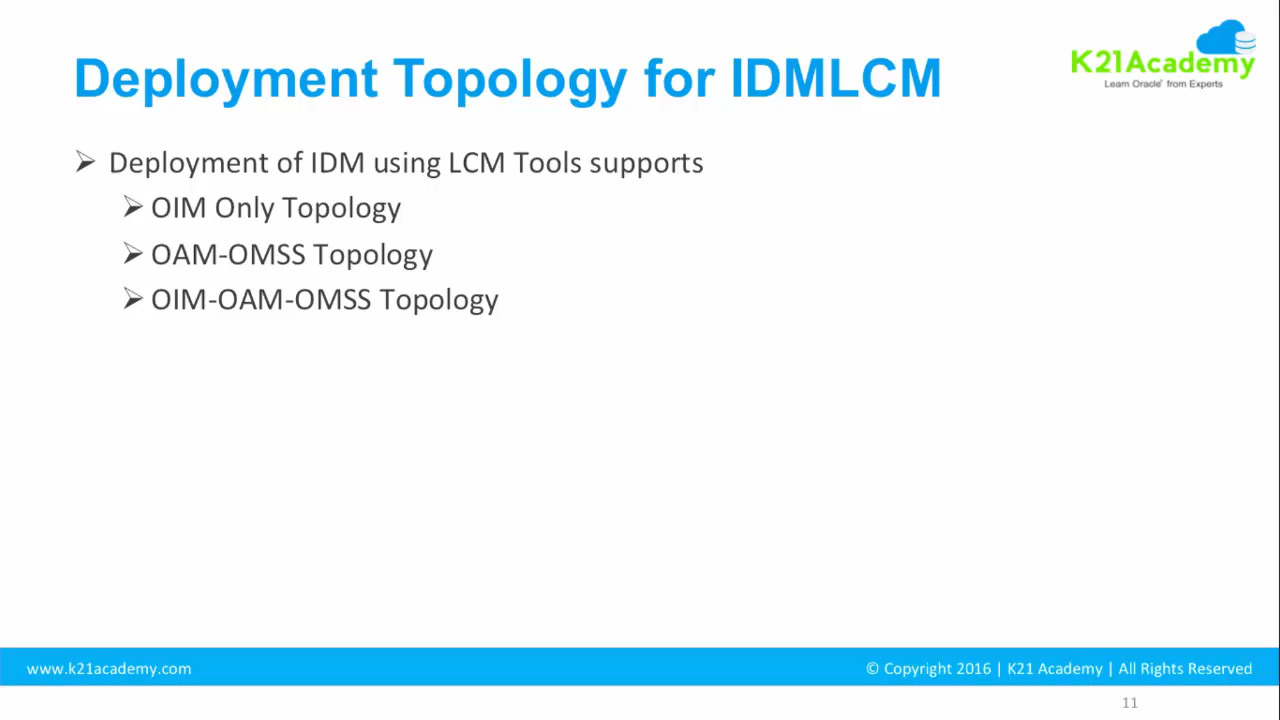 Deployment Topology for IDMLCM
K21Academy
Learn Oracle' from Experts
➢ Deployment of IDM using LCM Tools supports
➢ OIM Only Topology
➢ OAM-OMSS Topology
➢ OIM-OAM-OMSS Topology
www.k21academy.com
© Copyright 2016 | K21 Academy | All Rights Reserved
11